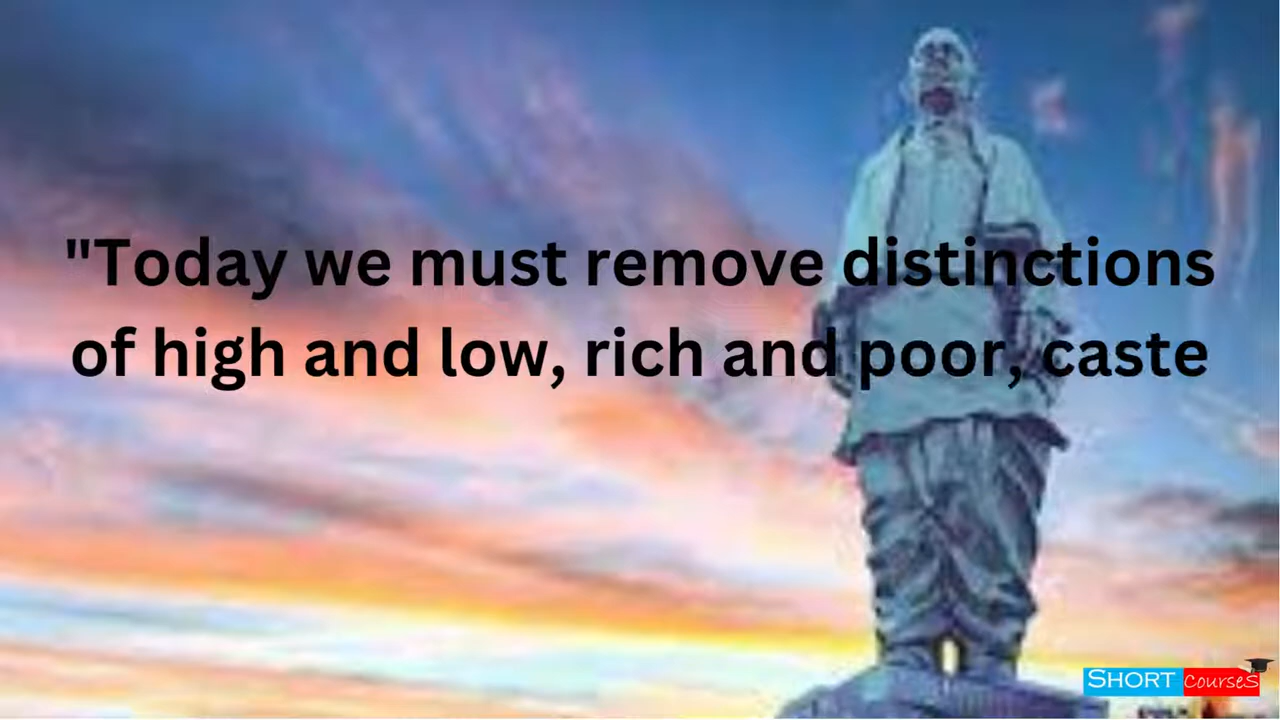 "Today we must remove distinctions
of high and low, rich and poor, caste
SHORT CourseS